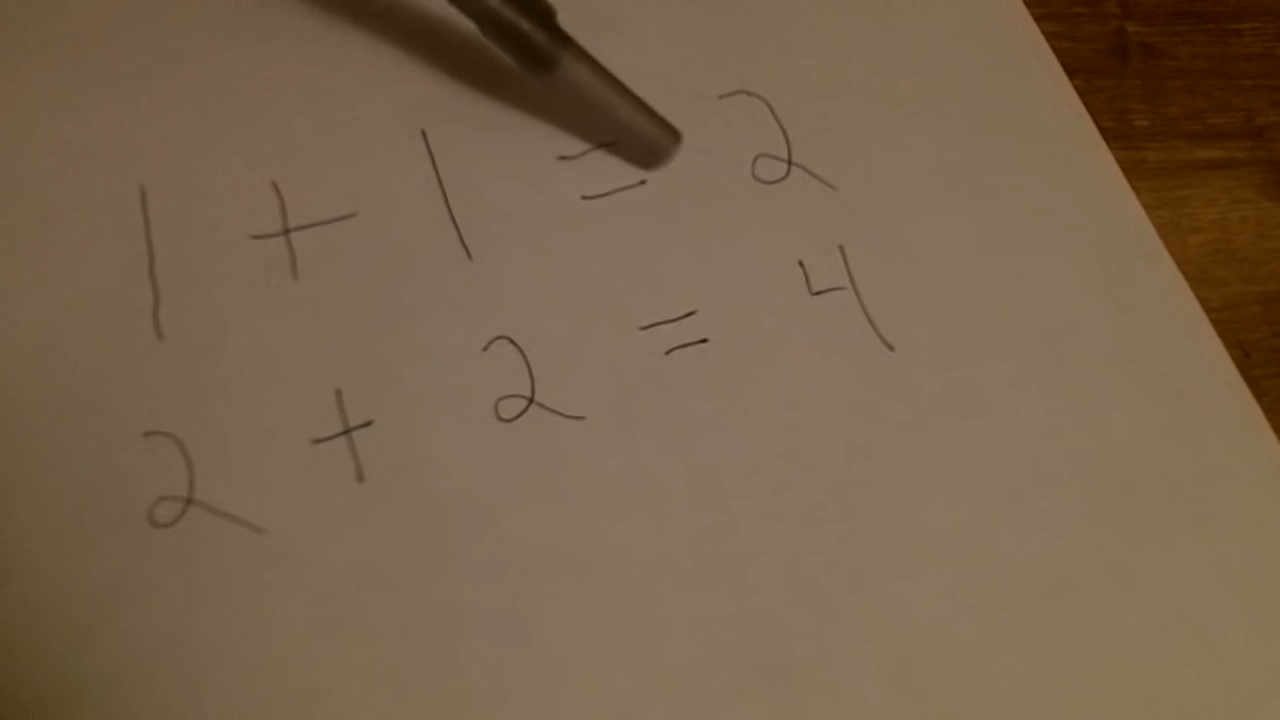 1 + 1 = 2
2 + 2 = 4